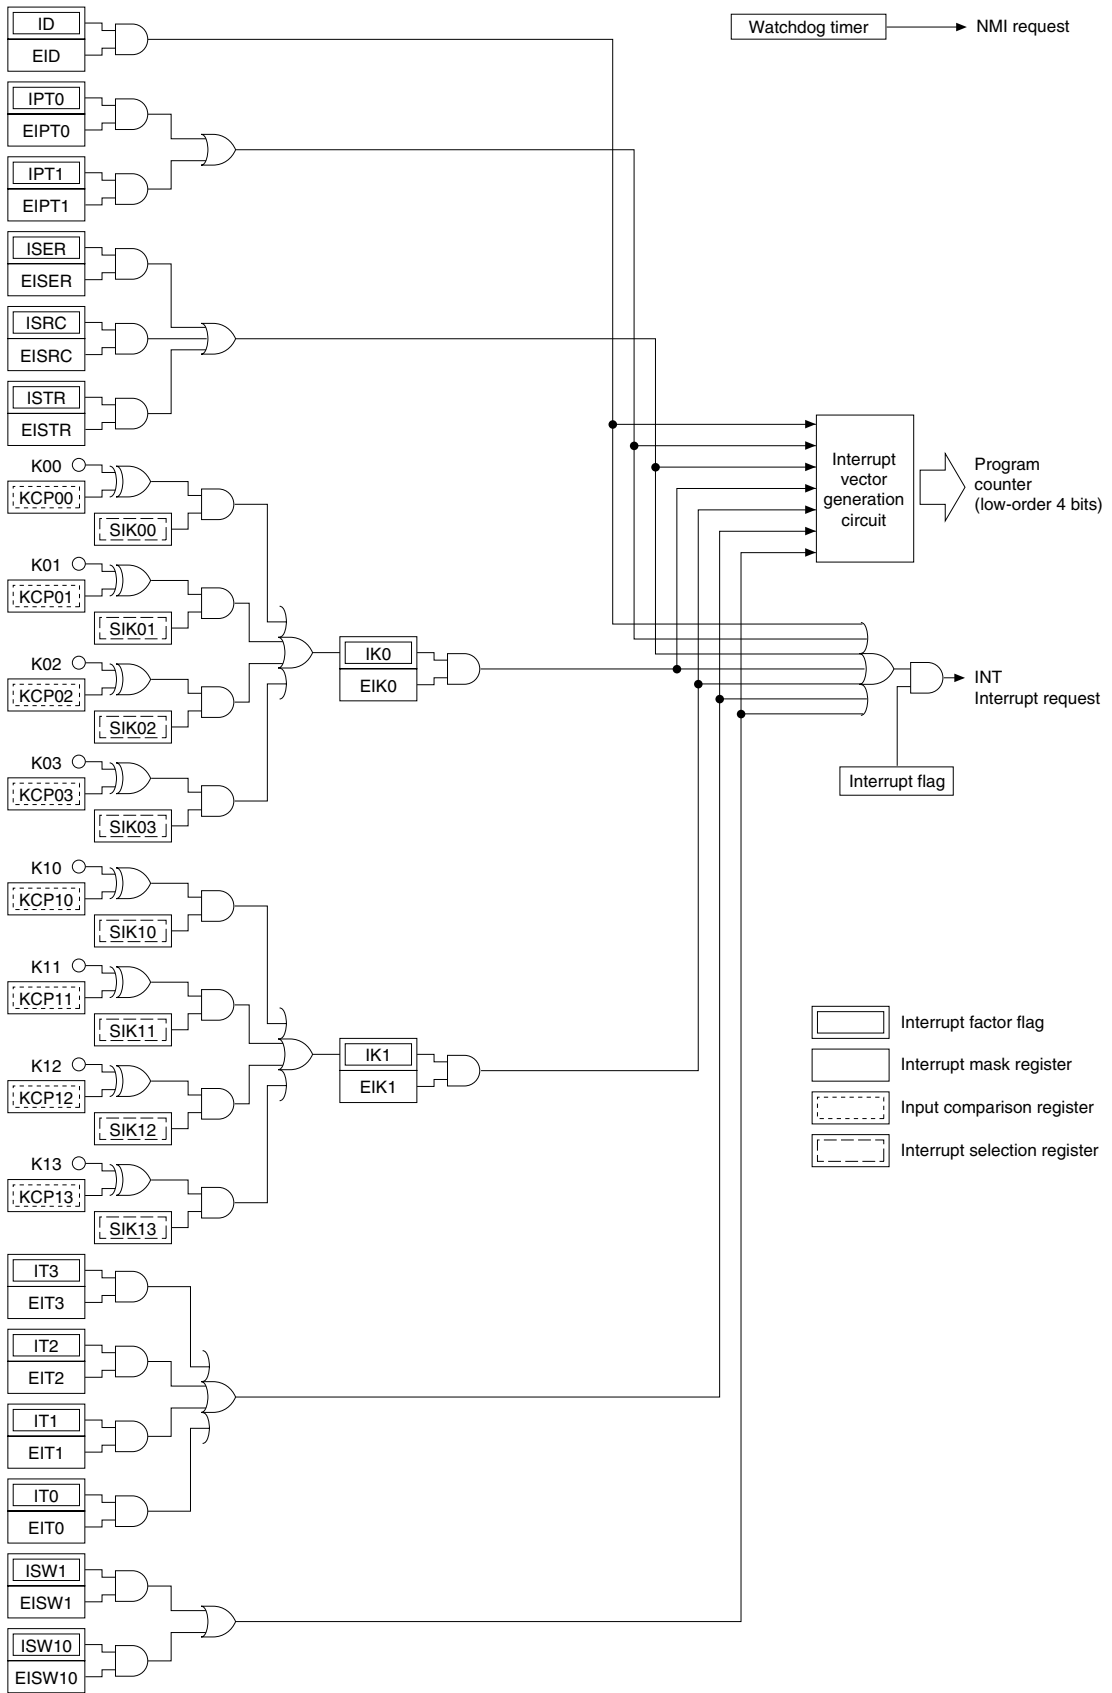 ID
EID
Watchdog timer
NMI request
IPT0
EIPT0
IPT1
EIPT1
ISER
EISER
ISRC
EISRC
ISTR
EISTR
K00
KCP00
SIK00
K01
KCP01
SIK01
K02
KCP02
SIK02
K03
KCP03
SIK03
IK0
EIK0
Interrupt
vector
generation
circuit
Program
counter
(low-order 4 bits)
INT
Interrupt request
Interrupt flag
K10
KCP10
SIK10
K11
KCP11
SIK11
K12
KCP12
SIK12
K13
KCP13
SIK13
IK1
EIK1
Interrupt factor flag
Interrupt mask register
Input comparison register
Interrupt selection register
IT3
EIT3
IT2
EIT2
IT1
EIT1
IT0
EIT0
ISW1
EISW1
ISW10
EISW10